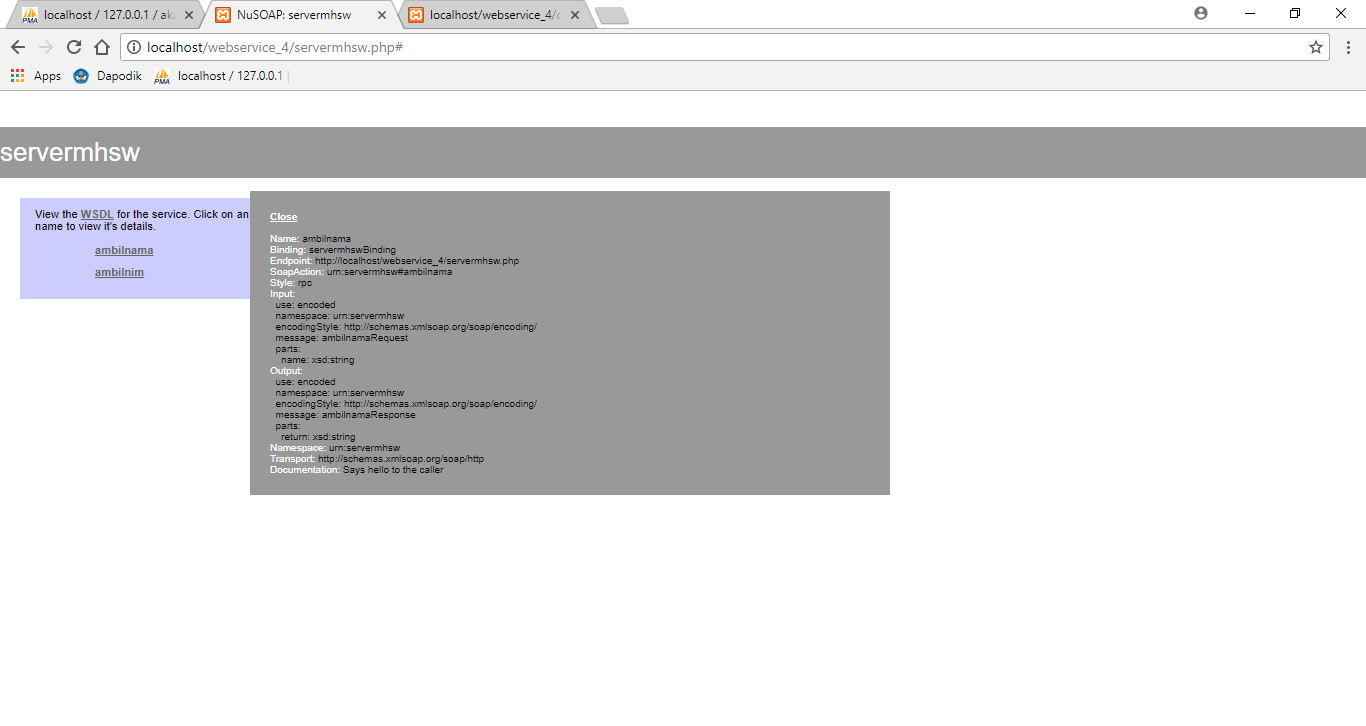 localhost / 127.0.0.1 / aka
NuSOAP: servermhsw
localhost/webservice_4/c
localhost/webservice_4/servermhsw.php#
Apps
Dapodik
PMA
localhost / 127.0.0.1 |
servermhsw
View the WSDL for the service. Click on an
name to view it's details.
ambilnama
ambilnim
Close
Name: ambilnama
Binding: servermhswBinding
Endpoint: http://localhost/webservice_4/servermhsw.php
SoapAction: urn:servermhsw#ambilnama
Style: rpc
Input:
use: encoded
namespace: urn:servermhsw
encodingStyle: http://schemas.xmlsoap.org/soap/encoding/
message: ambilnamaRequest
parts:
name: xsd:string
Output:
use: encoded
namespace: urn:servermhsw
encodingStyle: http://schemas.xmlsoap.org/soap/encoding/
message: ambilnamaResponse
parts:
return: xsd:string
Namespace: urn:servermhsw
Transport: http://schemas.xmlsoap.org/soap/http
Documentation: Says hello to the caller